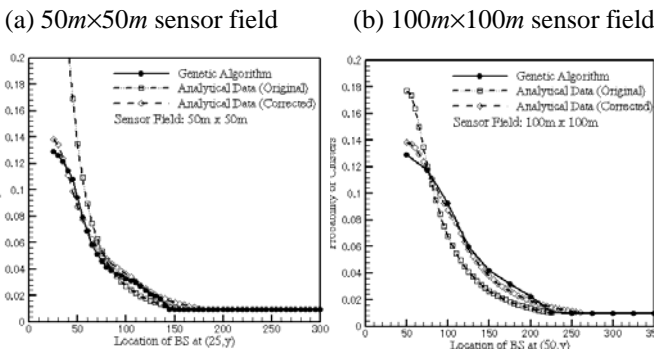 (a) 50m×50m sensor field
(b) 100m×100m sensor field
0.2
0.18
0.16
0.14
0.12
0.1
0.08
0.06
0.04
0.02
0
50
100
150
200
250
300
Genetic Algorithm
Analytical Data (Original)
Analytical Data (Corrected)
Sensor Field: 50m x 50m
Location of BS at (25,y)
0.2
0.18
0.16
0.14
0.12
0.1
0.08
0.06
0.04
0.02
0
0
50
100
150
200
250
300
Genetic Algorithm
Analytical Data (Original)
Analytical Data (Corrected)
Sensor Field: 100m x 100m
Probability of Clusters
Location of BS at (50,y)